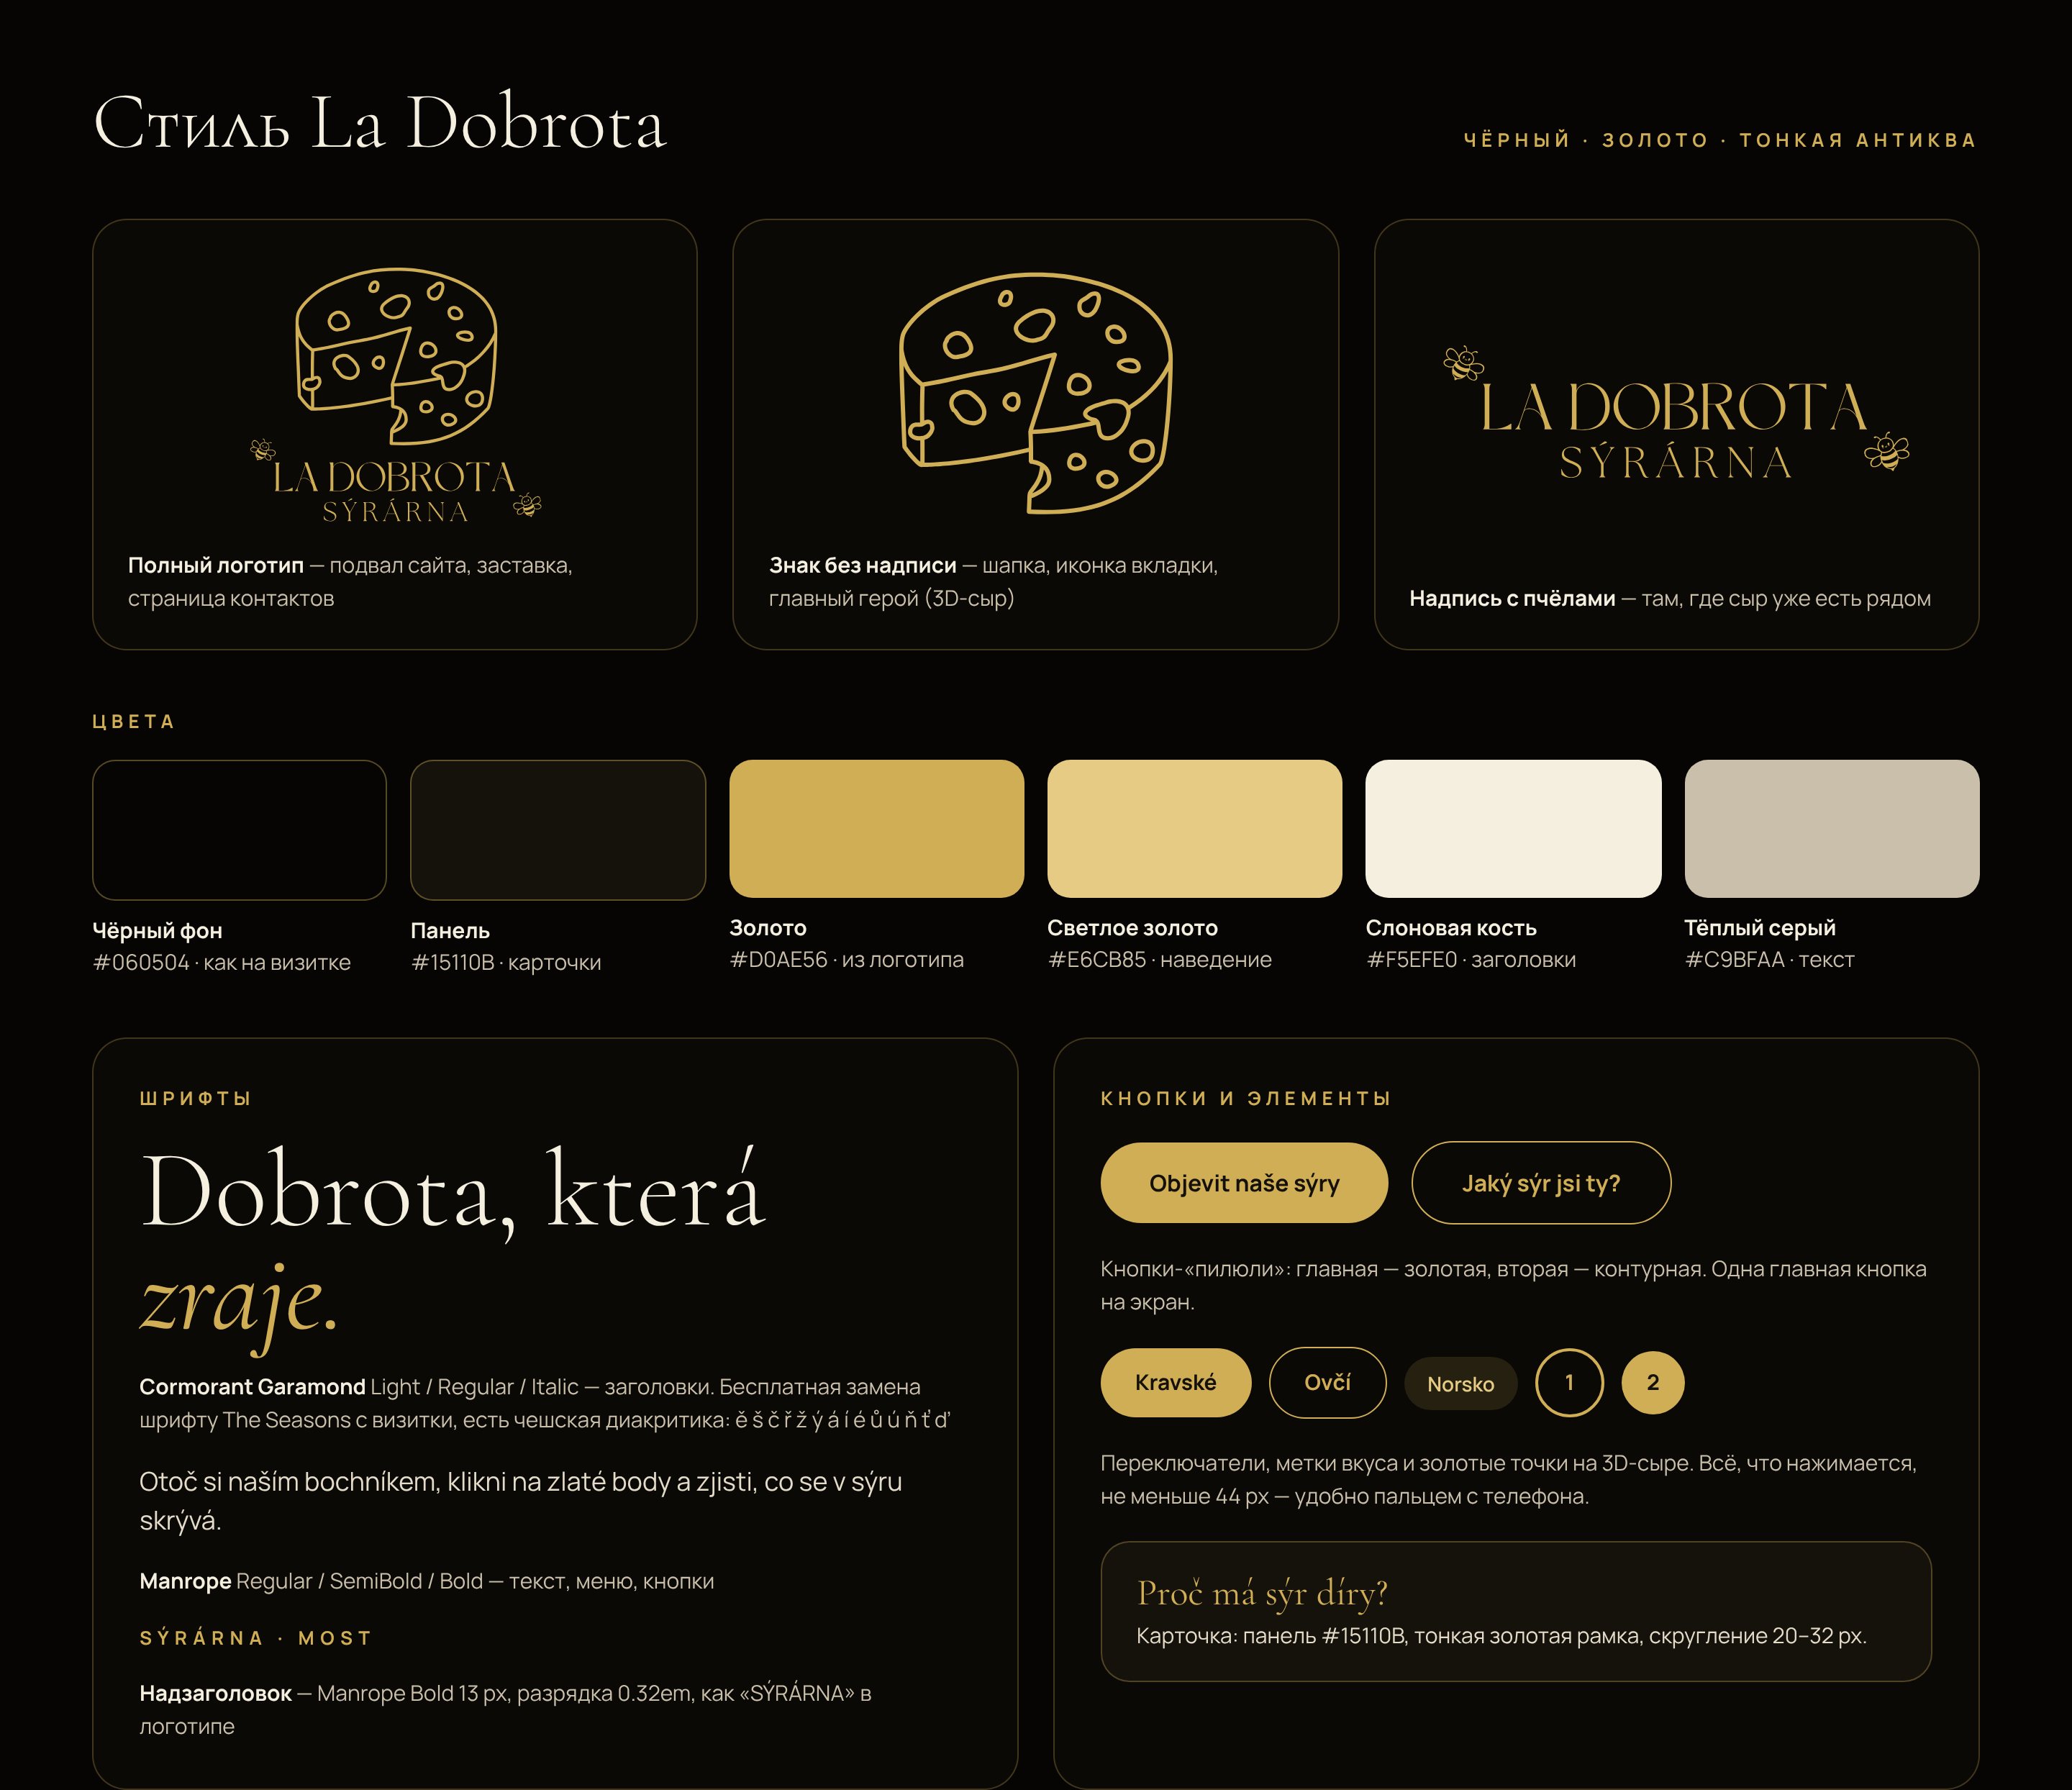 Стиль La Dobrota
ЧЁРНЫЙ · ЗОЛОТО · ТОНКАЯ АНТИКВА
LA DOBROTA
SÝRÁRNA
Полный логотип — подвал сайта, заставка,
страница контактов
Знак без надписи — шапка, иконка вкладки,
главный герой (3D-сыр)
LA DOBROTA
SÝRÁRNA
Надпись с пчёлами — там, где сыр уже есть рядом
ЦВЕТА
Чёрный фон
#060504 · как на визитке
Панель
#15110B · карточки
Золото
#D0AE56 · из логотипа
Светлое золото
#E6CB85 · наведение
Слоновая кость
#F5EFE0 · заголовки
Тёплый серый
#C9BFAA · текст
ШРИФТЫ
Dobrota, která
zraje.
Cormorant Garamond Light / Regular / Italic — заголовки. Бесплатная замена
шрифту The Seasons с визитки, есть чешская диакритика: ě š č ř ž ý á í é ů ú ň ť ď
Otoč si naším bochníkem, klikni na zlaté body a zjisti, co se v sýru
skrývá.
Manrope Regular / SemiBold / Bold — текст, меню, кнопки
SÝRÁRNA · MOST
Надзаголовок — Manrope Bold 13 px, разрядка 0.32em, как «SÝRÁRNA» в
логотипе
КНОПКИ И ЭЛЕМЕНТЫ
Objevit naše sýry
Jaký sýr jsi ty?
Кнопки-«пилюли»: главная — золотая, вторая — контурная. Одна главная кнопка
на экран.
Kravské
Ovčí
Norsko
1
2
Переключатели, метки вкуса и золотые точки на 3D-сыре. Всё, что нажимается,
не меньше 44 px — удобно пальцем с телефона.
Proč má sýr díry?
Карточка: панель #15110B, тонкая золотая рамка, скругление 20–32 px.